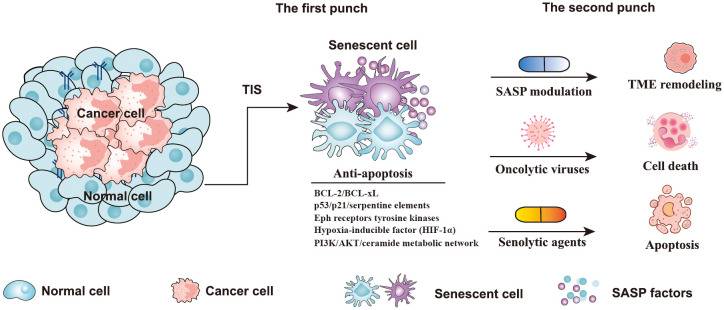 The first punch
The second punch
Cancer cell
Normal cell
TIS
Senescent cell
Anti-apoptosis
BCL-2/BCL-xL
p53/p21/serpentine elements
Eph receptors tyrosine kinases
Hypoxia-inducible factor (HIF-1α)
PI3K/AKT/ceramide metabolic network
SASP modulation
TME remodeling
Oncolytic viruses
Cell death
Senolytic agents
Apoptosis
Normal cell
Cancer cell
Senescent cell
SASP factors